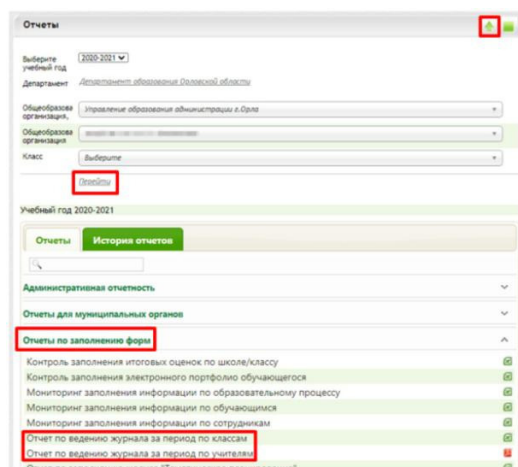 Отчеты
Выберите
учебный год
2020-2021
Департамент
Департамент образования Орловской области
Общеобразова
организация,
Управление образования администрации г.Орла
Общеобразова
организация
Класс
Выберите
Перейти
Учебный год 2020-2021
Отчеты
История отчетов
Административная отчетность
Отчеты для муниципальных органов
Отчеты по заполнению форм
Контроль заполнения итоговых оценок по школе/классу
Контроль заполнения электронного портфолио обучающегося
Мониторинг заполнения информации по образовательному процессу
Мониторинг заполнения информации по обучающимся
Мониторинг заполнения информации по сотрудникам
Отчет по ведению журнала за период по классам
Отчет по ведению журнала за период по учителям